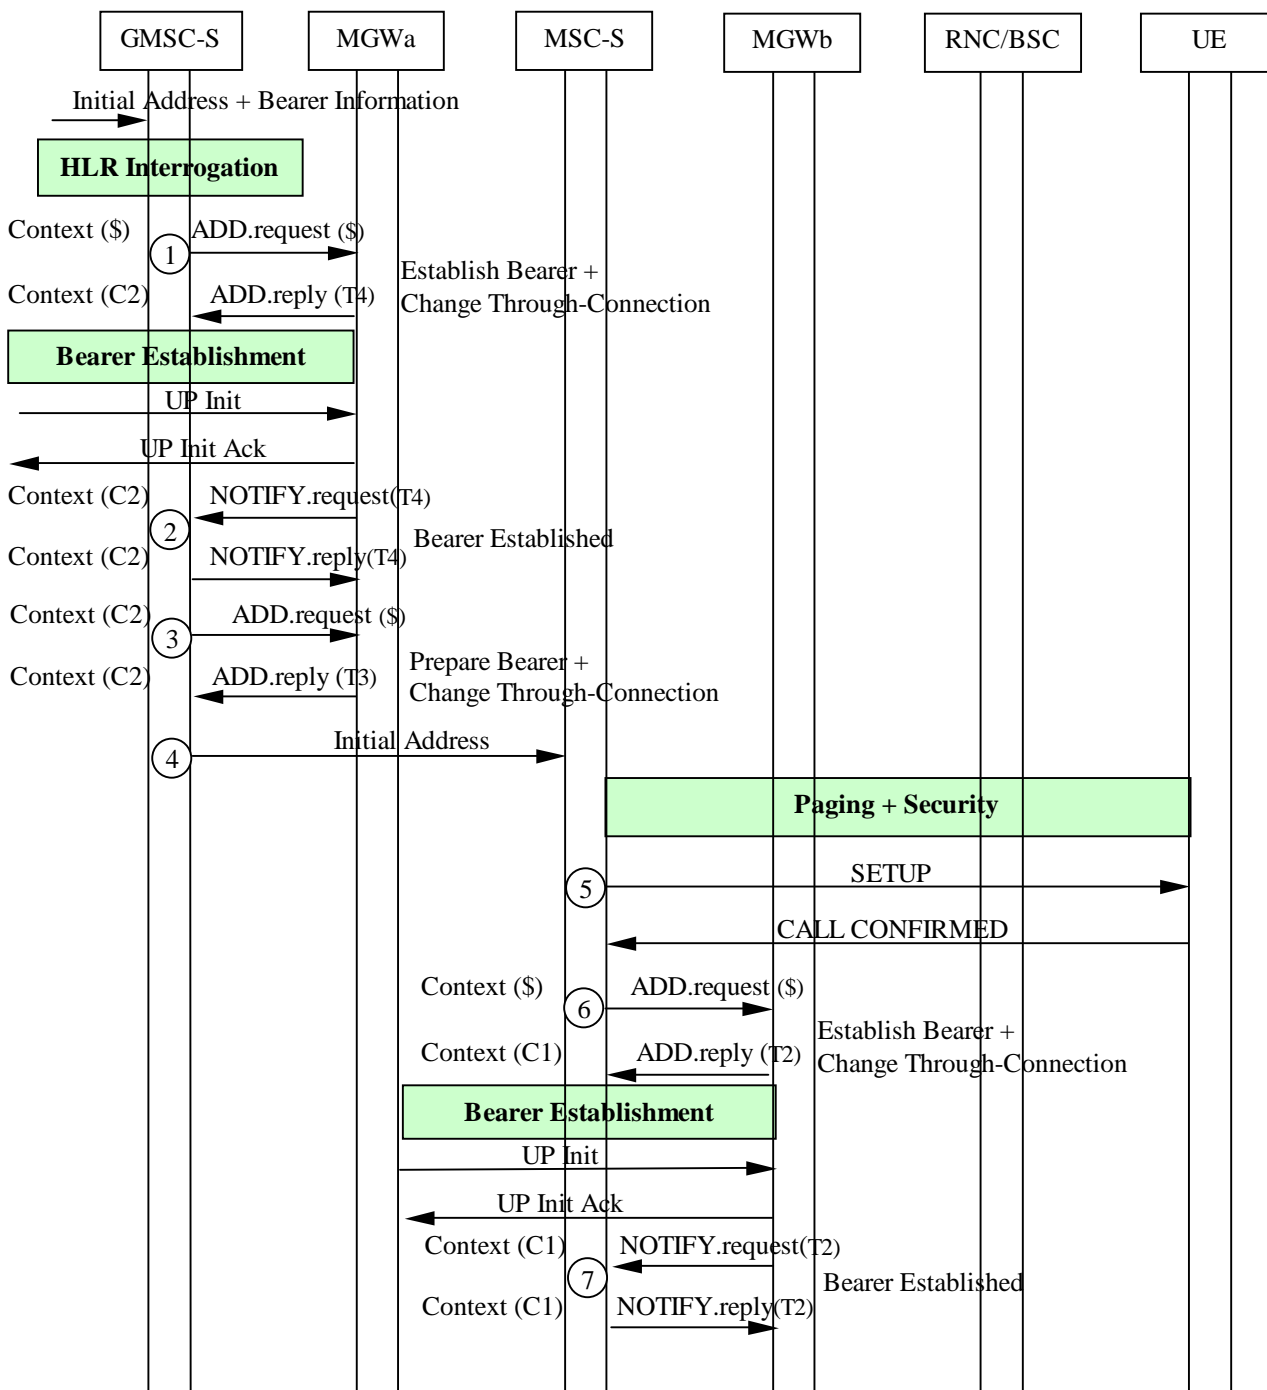 GMSC-S MGWa MSC-S MGWb RNC/BSC UE
Initial Address + Bearer Information
HLR Interrogation
Context ($) ADD.request ($)
1
Establish Bearer +
Context (C2) ADD.reply (T4) Change Through-Connection
Bearer Establishment
UP Init
UP Init Ack
Context (C2) NOTIFY.request(T4)
2
Bearer Established
Context (C2) NOTIFY.reply(T4)
Context (C2) ADD.request ($)
3
Prepare Bearer +
Context (C2) ADD.reply (T3)
Change Through-Connection
Initial Address
4
Paging + Security
SETUP
5
CALL CONFIRMED
Context ($) ADD.request ($)
6
Establish Bearer +
Context (C1) ADD.reply (T2)
Change Through-Connection
Bearer Establishment
UP Init
UP Init Ack
Context (C1) NOTIFY.request(T2)
7
Bearer Established
Context (C1) NOTIFY.reply(T2)